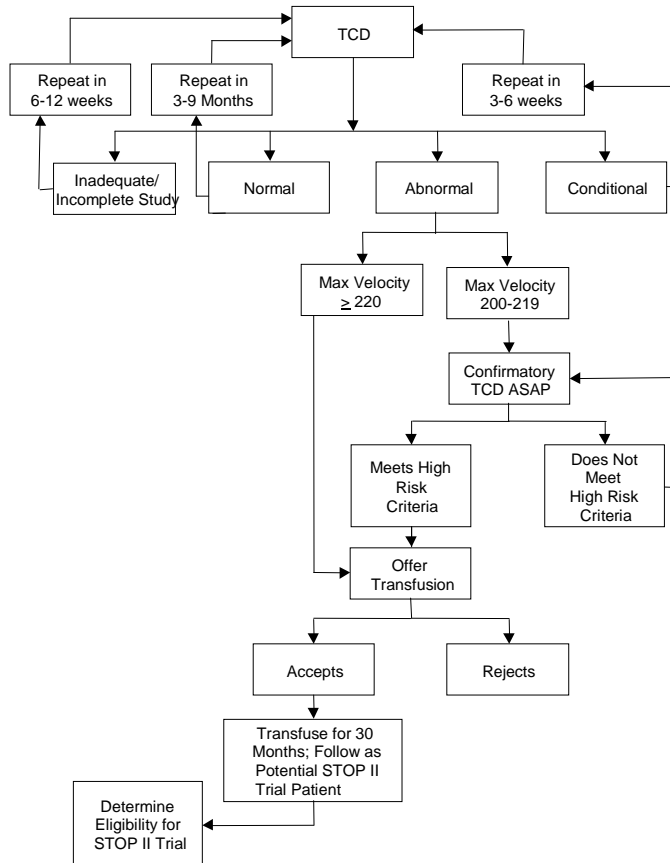 TCD
Repeat in
6-12 weeks
Repeat in
3-9 Months
Repeat in
3-6 weeks
Inadequate/
Incomplete Study
Normal
Abnormal
Conditional
Max Velocity
≥ 220
Max Velocity
200-219
Confirmatory
TCD ASAP
Meets High
Risk
Criteria
Does Not
Meet
High Risk
Criteria
Offer
Transfusion
Accepts
Rejects
Transfuse for 30
Months; Follow as
Potential STOP II
Trial Patient
Determine
Eligibility for
STOP II Trial